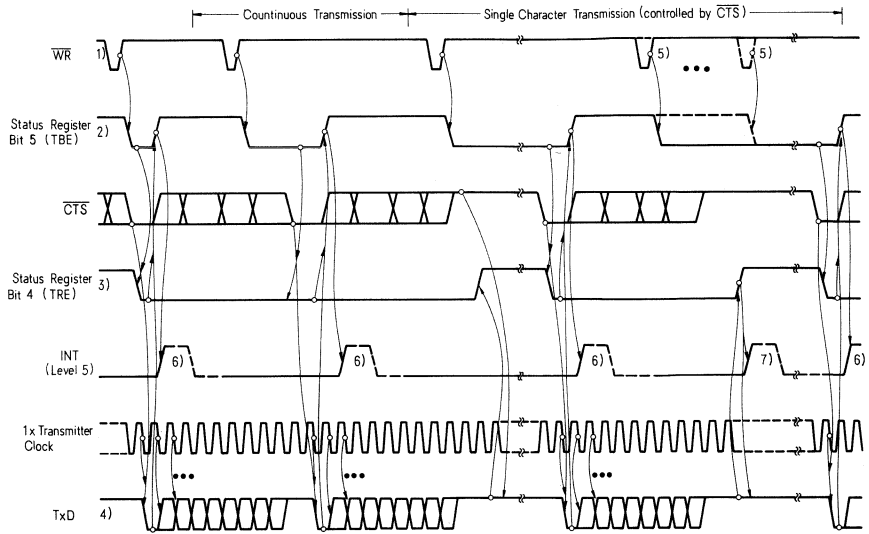 Countinuous Transmission
Single Character Transmission (controlled by CTS)
WR 1)
5)
5)
Status Register 2)
Bit 5 (TBE)
CTS
Status Register 3)
Bit 4 (TRE)
INT
(Level 5)
6)
6)
6)
7)
6)
1x Transmitter
Clock
TxD 4)